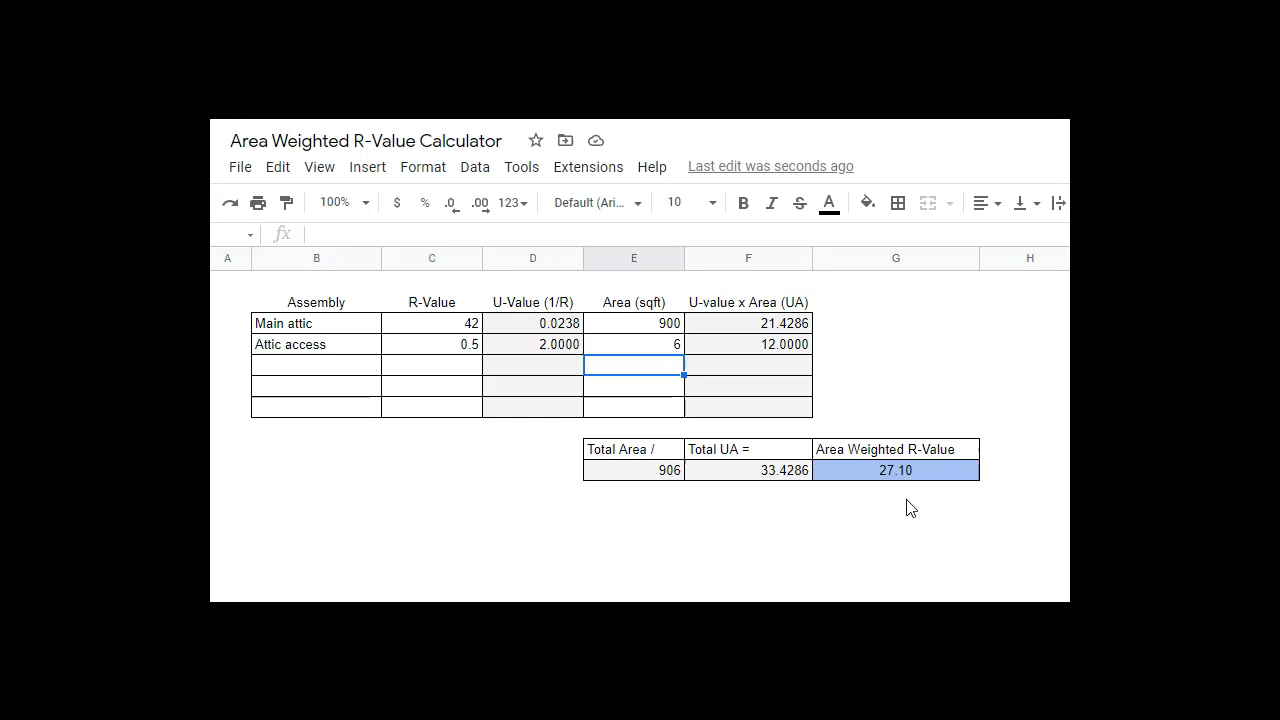 Area Weighted R-Value Calculator
File Edit View Insert Format Data Tools Extensions Help Last edit was seconds ago
100% $ % .0 .00 123 Default (Ari... 10 B I S A
fx
A B C D E F G H
Assembly R-Value U-Value (1/R) Area (sqft) U-value x Area (UA)
Main attic 42 0.0238 900 21.4286
Attic access 0.5 2.0000 6 12.0000
Total Area / Total UA = Area Weighted R-Value
906 33.4286 27.10